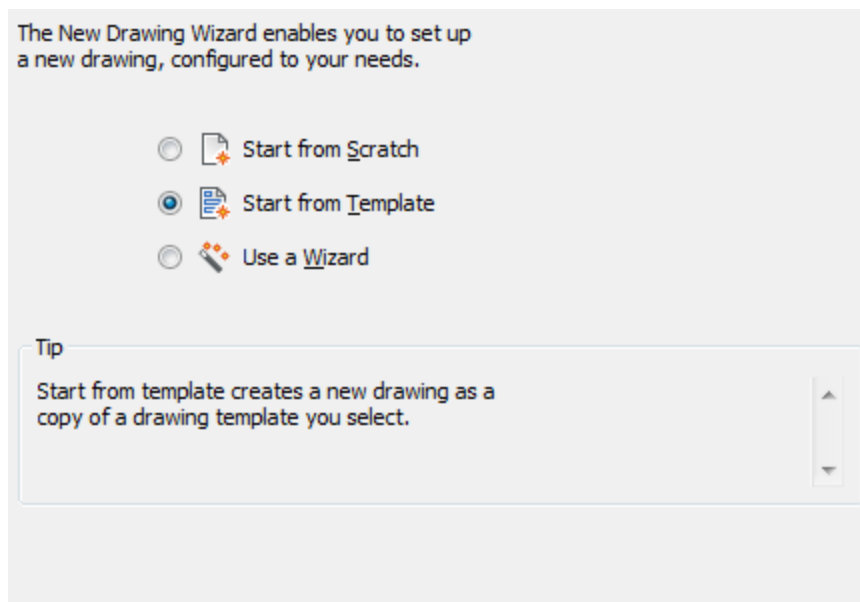 The New Drawing Wizard enables you to set up
a new drawing, configured to your needs.
Start from Scratch
Start from Template
Use a Wizard
Tip
Start from template creates a new drawing as a
copy of a drawing template you select.